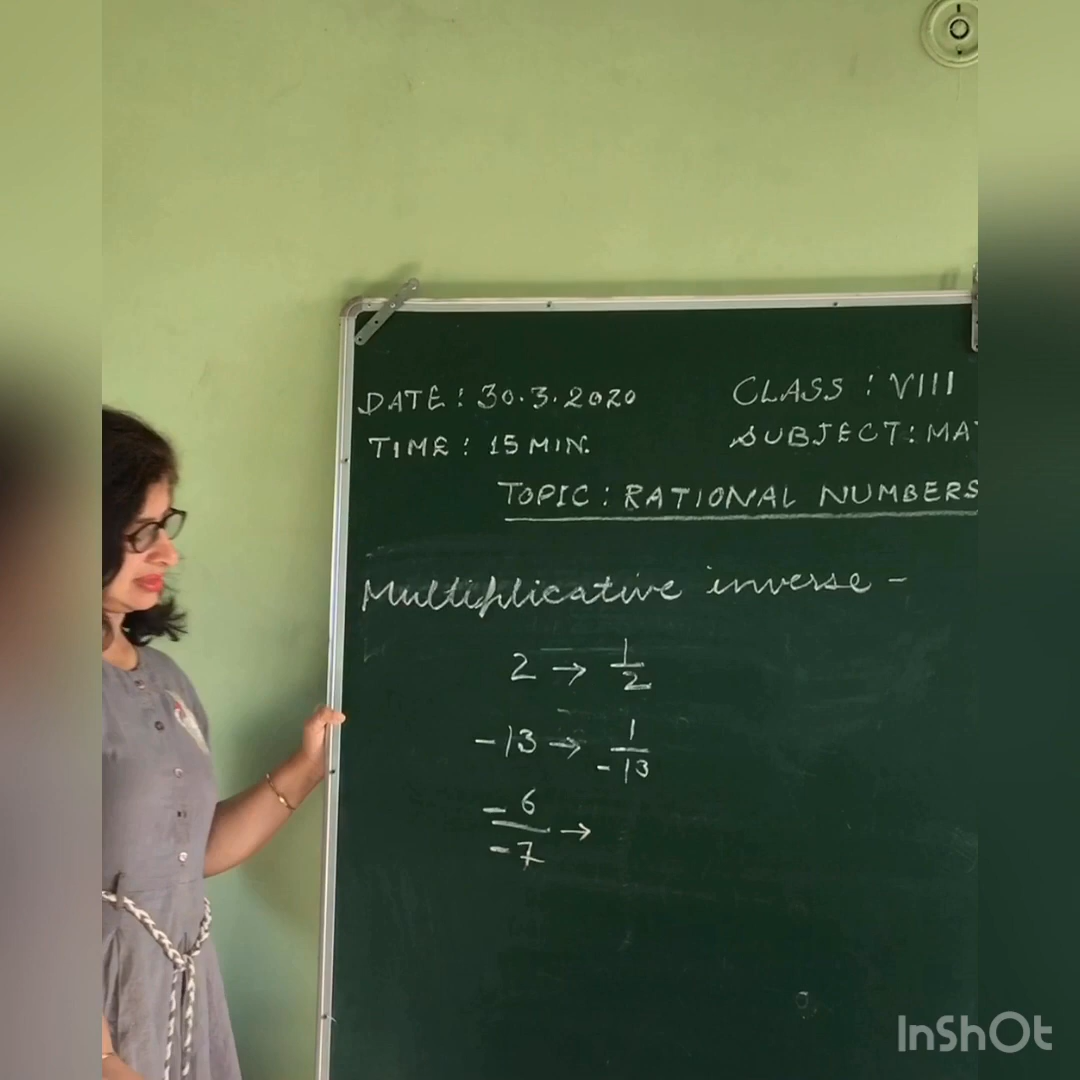 DATE : 30.3.2020
CLASS : VIII
TIME : 15 MIN.
SUBJECT : MA
TOPIC : RATIONAL NUMBERS
Multiplicative inverse -
2 → 1/2
-13 → 1/-13
-6/-7 →
InShOt